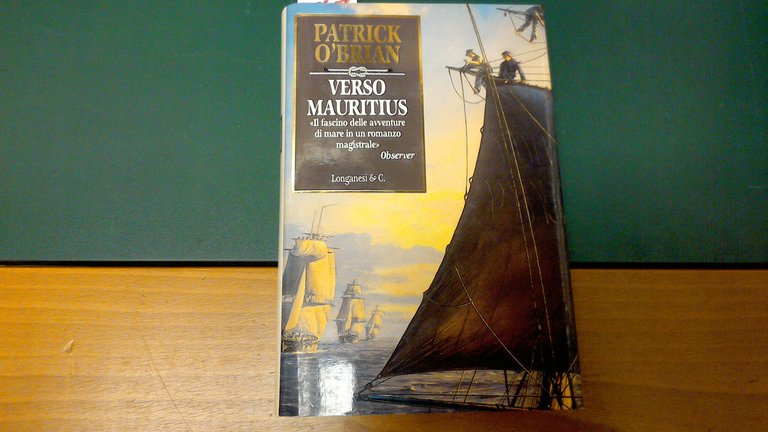 PATRICK
O'BRIAN
VERSO
MAURITIUS
«Il fascino delle avventure
di mare in un romanzo
magistrale»
Observer
Longanesi & C.